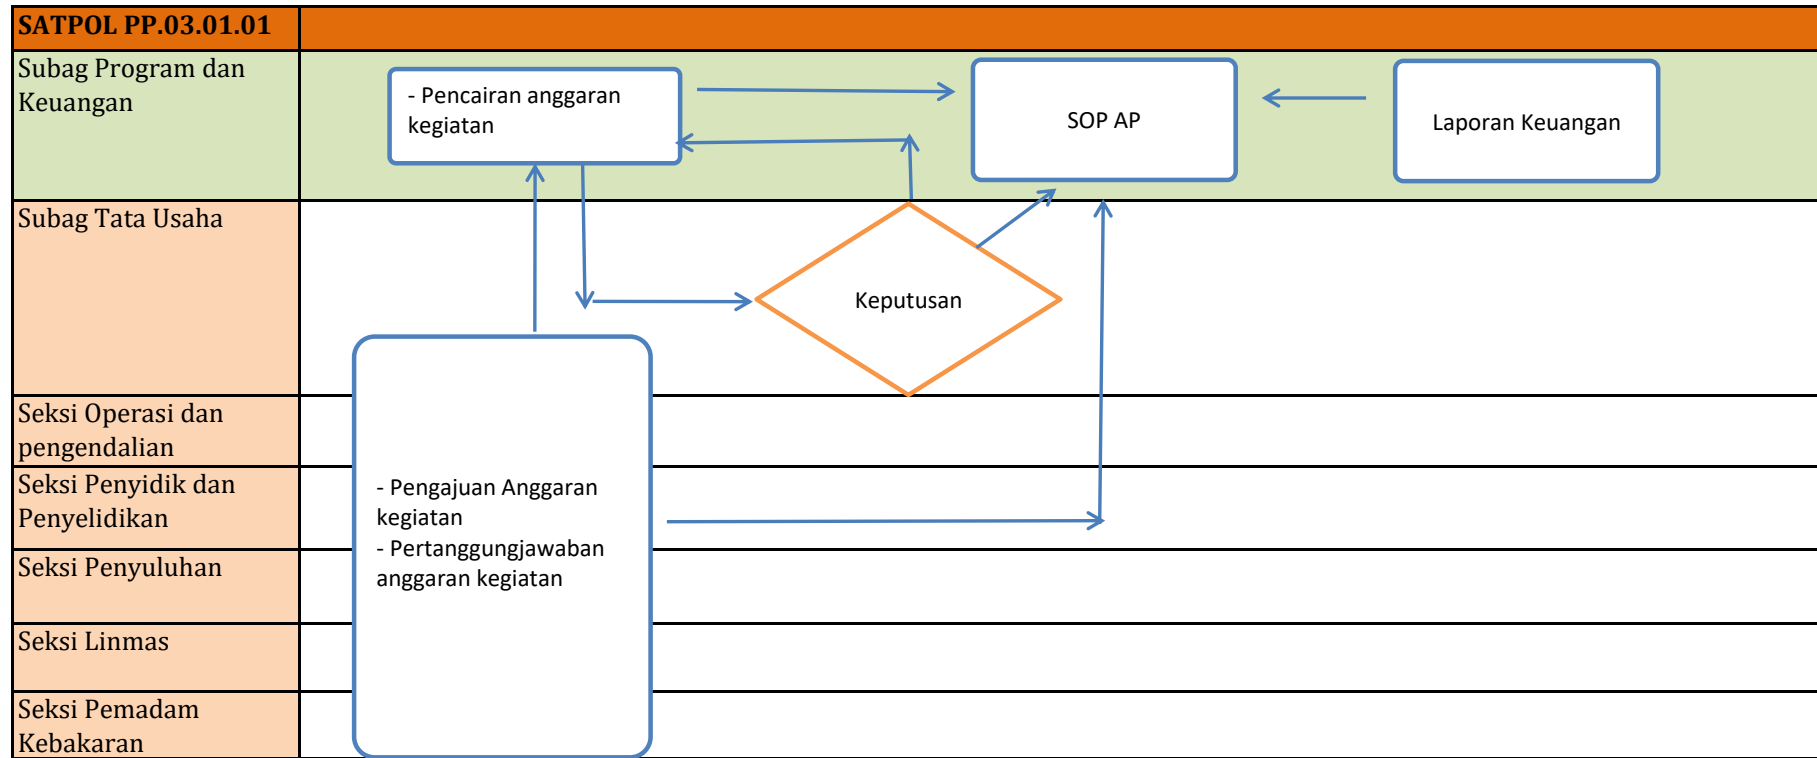 SATPOL PP.03.01.01
Subag Program dan
Keuangan
- Pencairan anggaran
kegiatan
SOP AP
Laporan Keuangan
Subag Tata Usaha
Keputusan
Seksi Operasi dan
pengendalian
Seksi Penyidik dan
Penyelidikan
- Pengajuan Anggaran
kegiatan
- Pertanggungjawaban
anggaran kegiatan
Seksi Penyuluhan
Seksi Linmas
Seksi Pemadam
Kebakaran